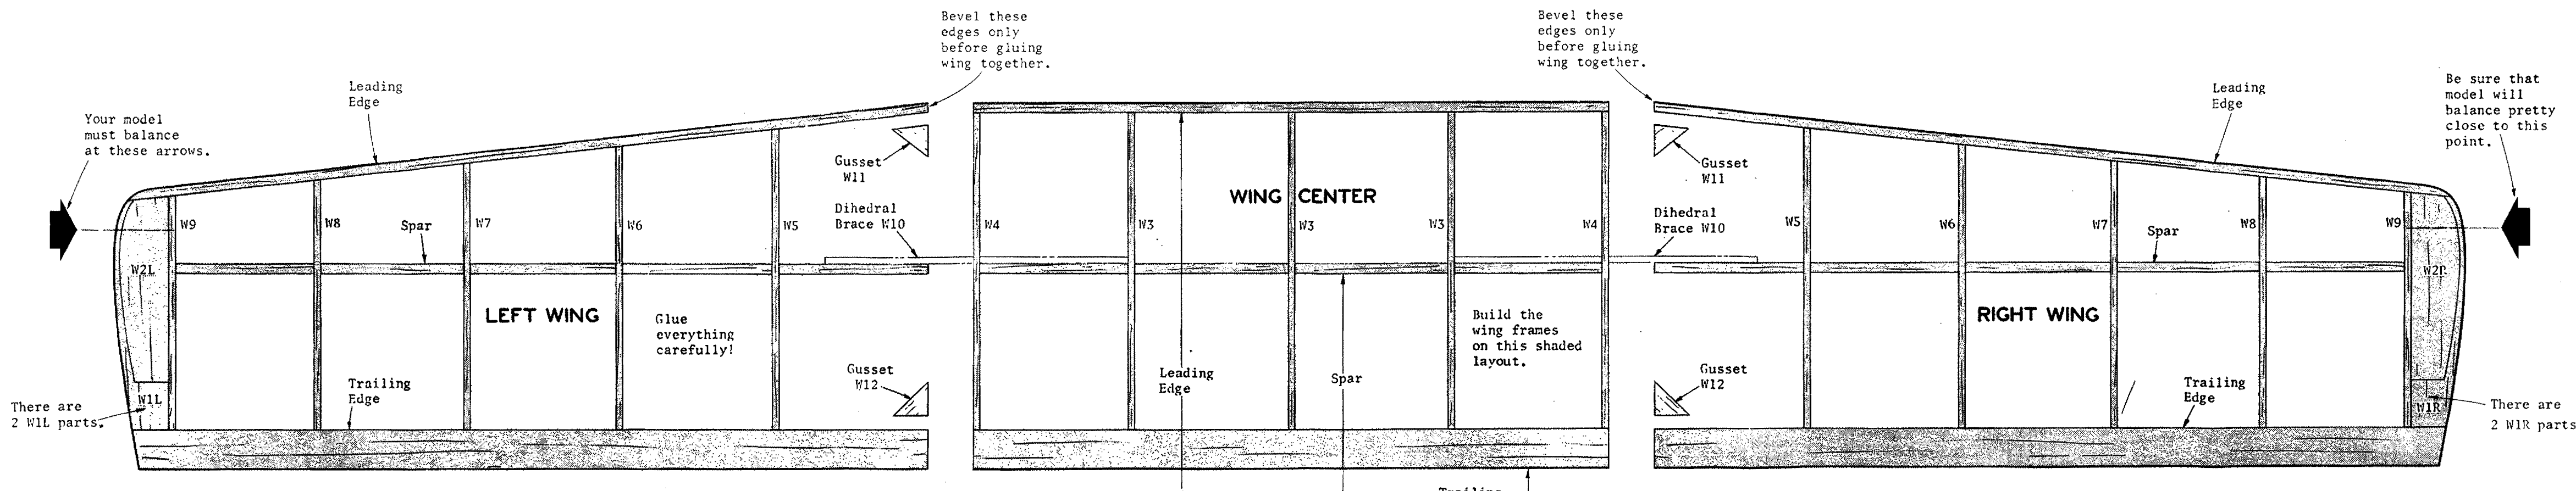 Bevel these
edges only
before gluing
wing together.
Bevel these
edges only
before gluing
wing together.
Leading
Edge
Your model
must balance
at these arrows.
Leading
Edge
Be sure that
model will
balance pretty
close to this
point.
Gusset
W11
Gusset
W11
WING CENTER
Dihedral
Brace W10
Dihedral
Brace W10
W9
W8
Spar
W7
W6
W5
W4
W3
W3
W3
W4
W5
W6
W7
Spar
W8
W9
W2L
W2R
LEFT WING
Glue
everything
carefully!
Build the
wing frames
on this shaded
layout.
RIGHT WING
Leading
Edge
Spar
Gusset
W12
Gusset
W12
Trailing
Edge
Trailing
Edge
W1L
There are
2 W1L parts.
W1R
There are
2 W1R parts
Trailing